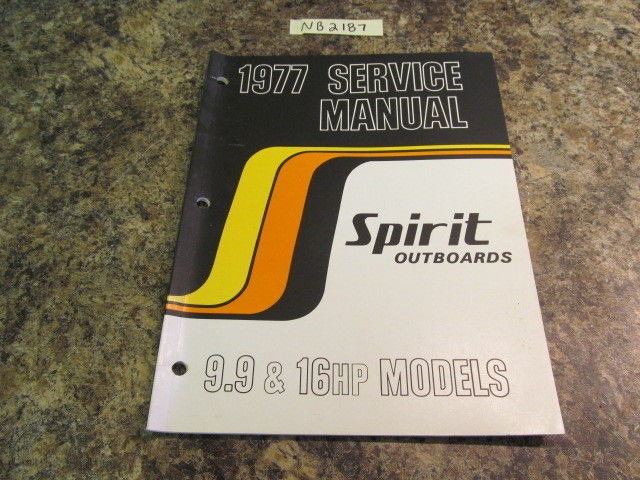 NB2187
1977 SERVICE
MANUAL
Spirit
OUTBOARDS
9.9 & 16HP MODELS